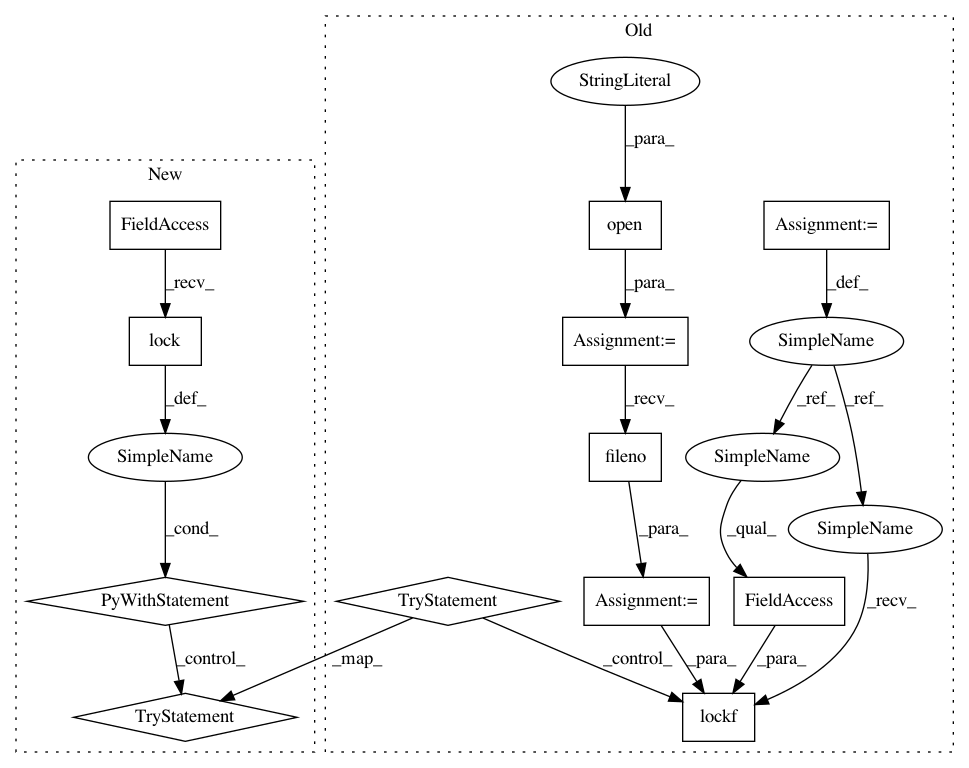 Old
StringLiteral
_para_
New
FieldAccess
open
Assignment:=
_recv_
_para_
_def_
lock
Assignment:=
SimpleName
_def_
_recv_
_ref_
_ref_
SimpleName
fileno
SimpleName
SimpleName
_cond_
_para_
_qual_
PyWithStatement
TryStatement
Assignment:=
FieldAccess
_recv_
_control_
_map_
_control_
_para_
_para_
TryStatement
lockf